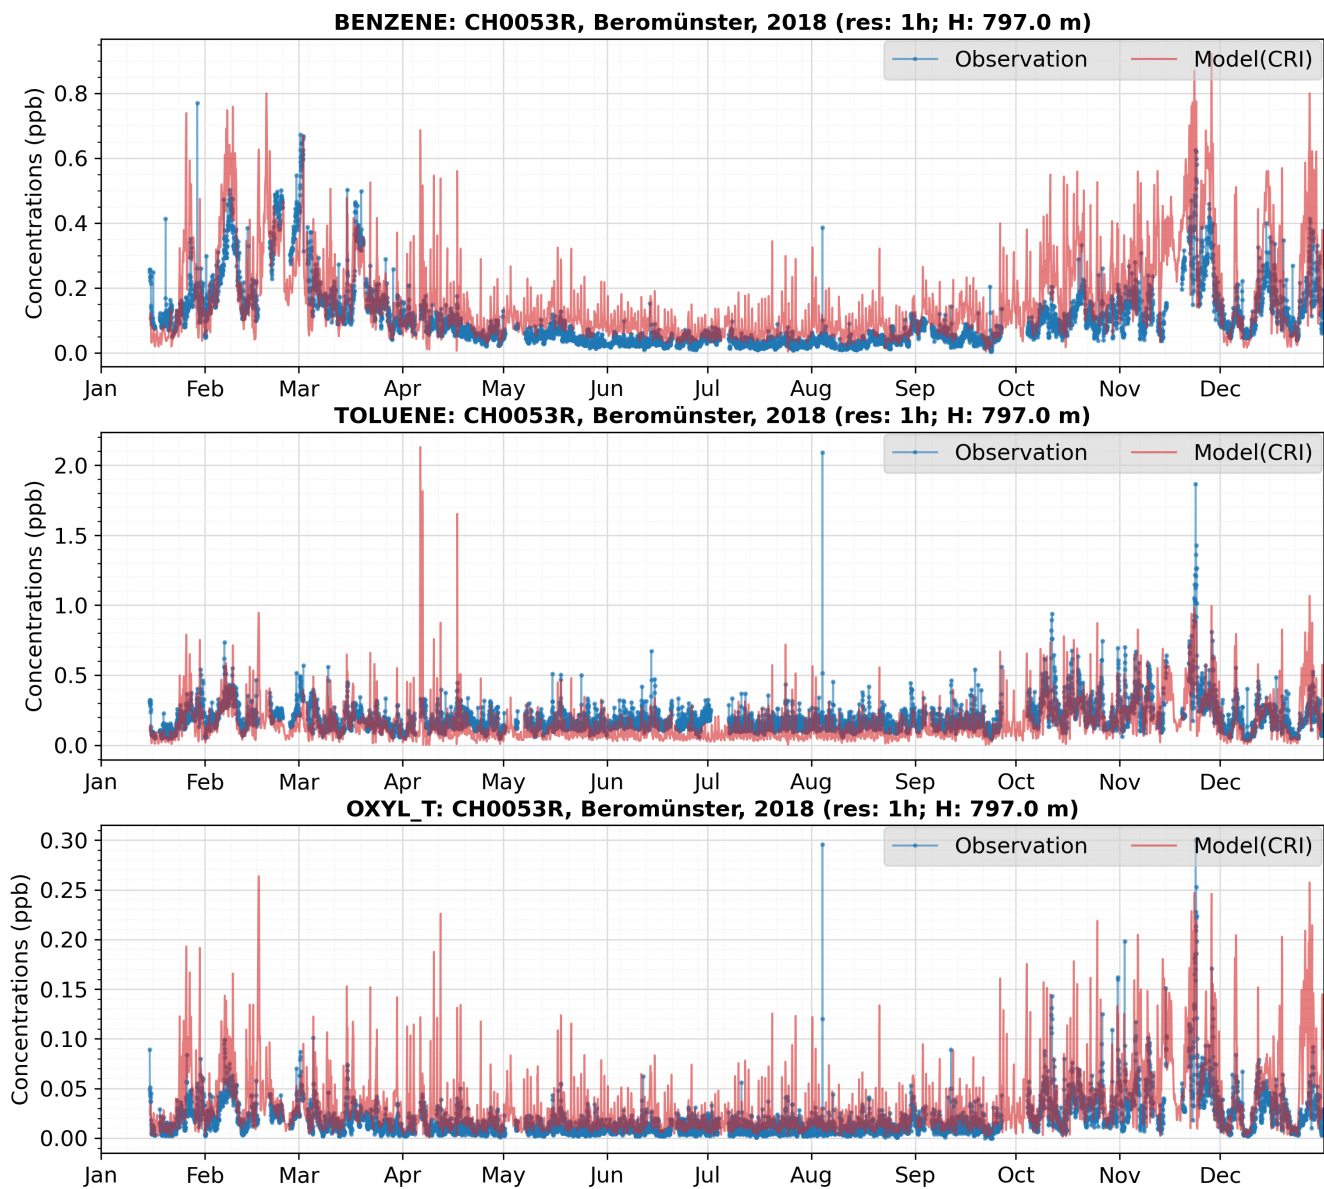 BENZENE: CH0053R, Beromünster, 2018 (res: 1h; H: 797.0 m)
Observation
Model(CRI)
Concentrations (ppb)
0.8
0.6
0.4
0.2
0.0
Jan Feb Mar Apr May Jun Jul Aug Sep Oct Nov Dec
TOLUENE: CH0053R, Beromünster, 2018 (res: 1h; H: 797.0 m)
Observation
Model(CRI)
Concentrations (ppb)
2.0
1.5
1.0
0.5
0.0
Jan Feb Mar Apr May Jun Jul Aug Sep Oct Nov Dec
OXYL_T: CH0053R, Beromünster, 2018 (res: 1h; H: 797.0 m)
Observation
Model(CRI)
Concentrations (ppb)
0.30
0.25
0.20
0.15
0.10
0.05
0.00
Jan Feb Mar Apr May Jun Jul Aug Sep Oct Nov Dec